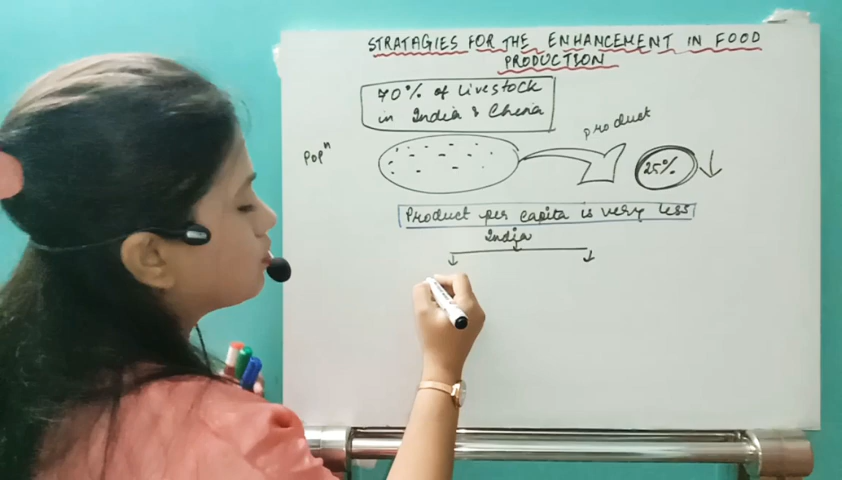 STRATAGIES FOR THE ENHANCEMENT IN FOOD
PRODUCTION
70% of Livestock
in India & China
product
Popⁿ
25%
Product per capita is very less
India